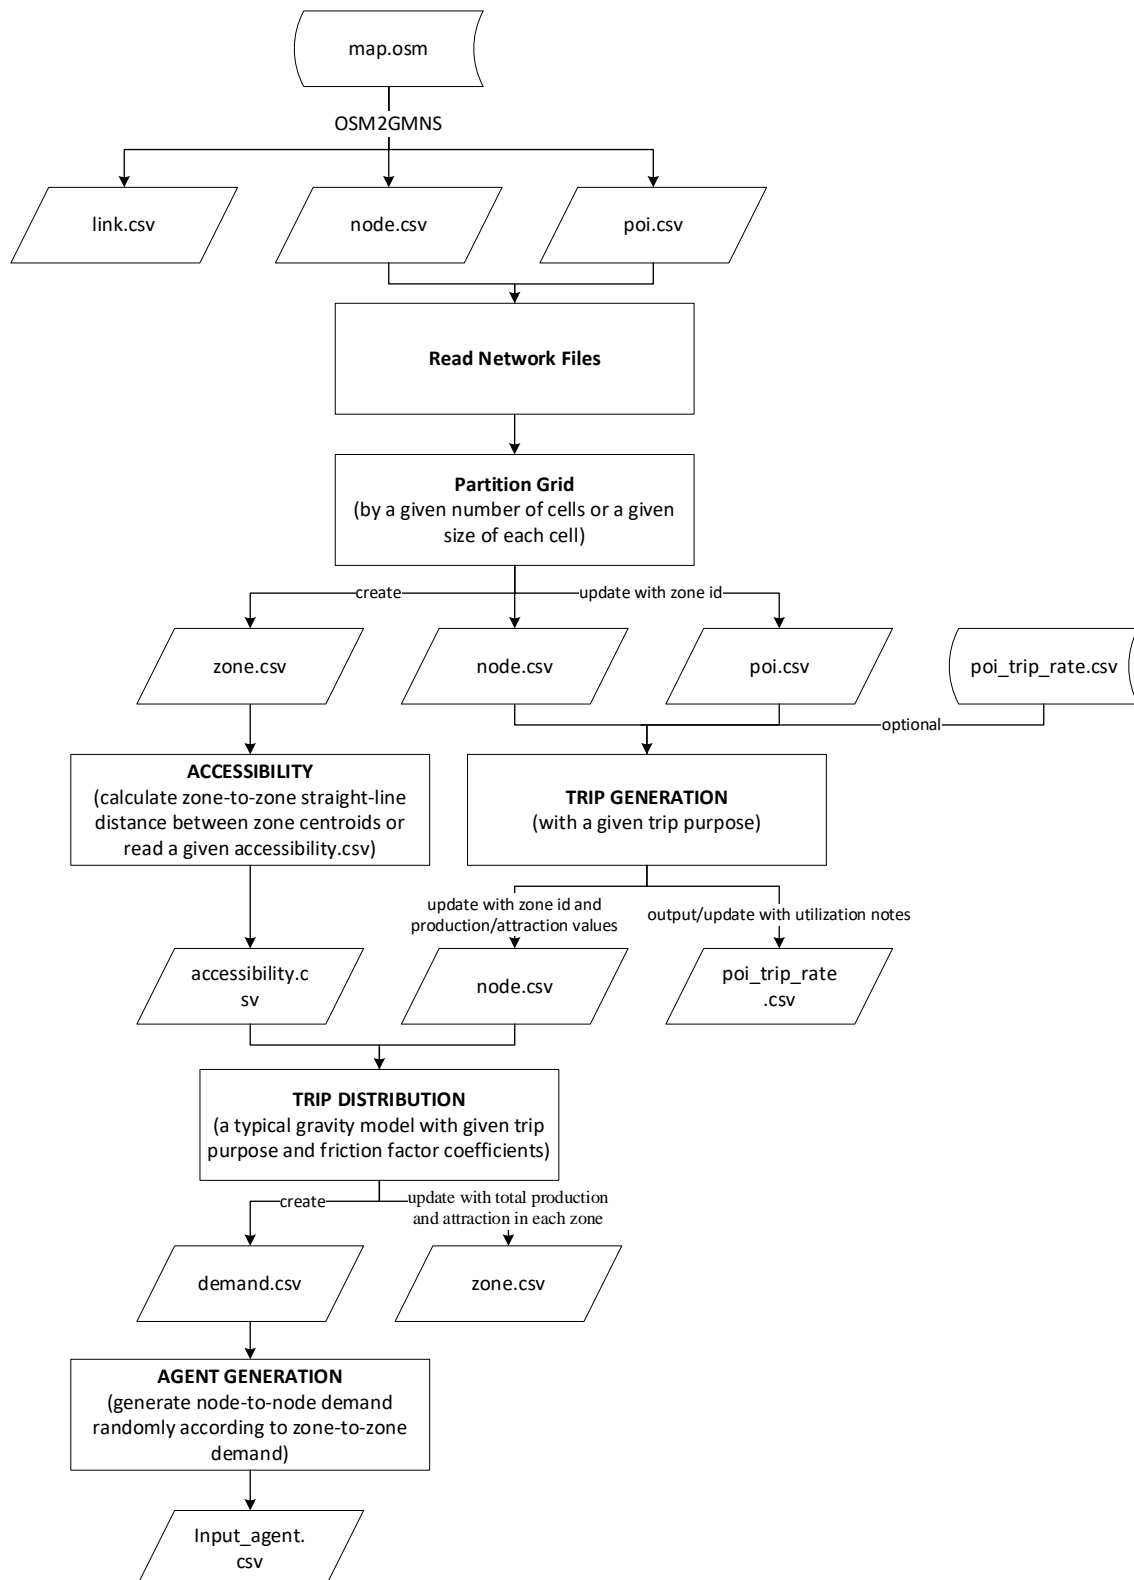 map.osm
OSM2GMNS
link.csv
node.csv
poi.csv
Read Network Files
Partition Grid
(by a given number of cells or a given
size of each cell)
create
update with zone id
zone.csv
node.csv
poi.csv
poi_trip_rate.csv
optional
ACCESSIBILITY
(calculate zone-to-zone straight-line
distance between zone centroids or
read a given accessibility.csv)
TRIP GENERATION
(with a given trip purpose)
update with zone id and
production/attraction values
output/update with utilization notes
accessibility.c
sv
node.csv
poi_trip_rate
.csv
TRIP DISTRIBUTION
(a typical gravity model with given trip
purpose and friction factor coefficients)
create
update with total production
and attraction in each zone
demand.csv
zone.csv
AGENT GENERATION
(generate node-to-node demand
randomly according to zone-to-zone
demand)
Input_agent.
csv